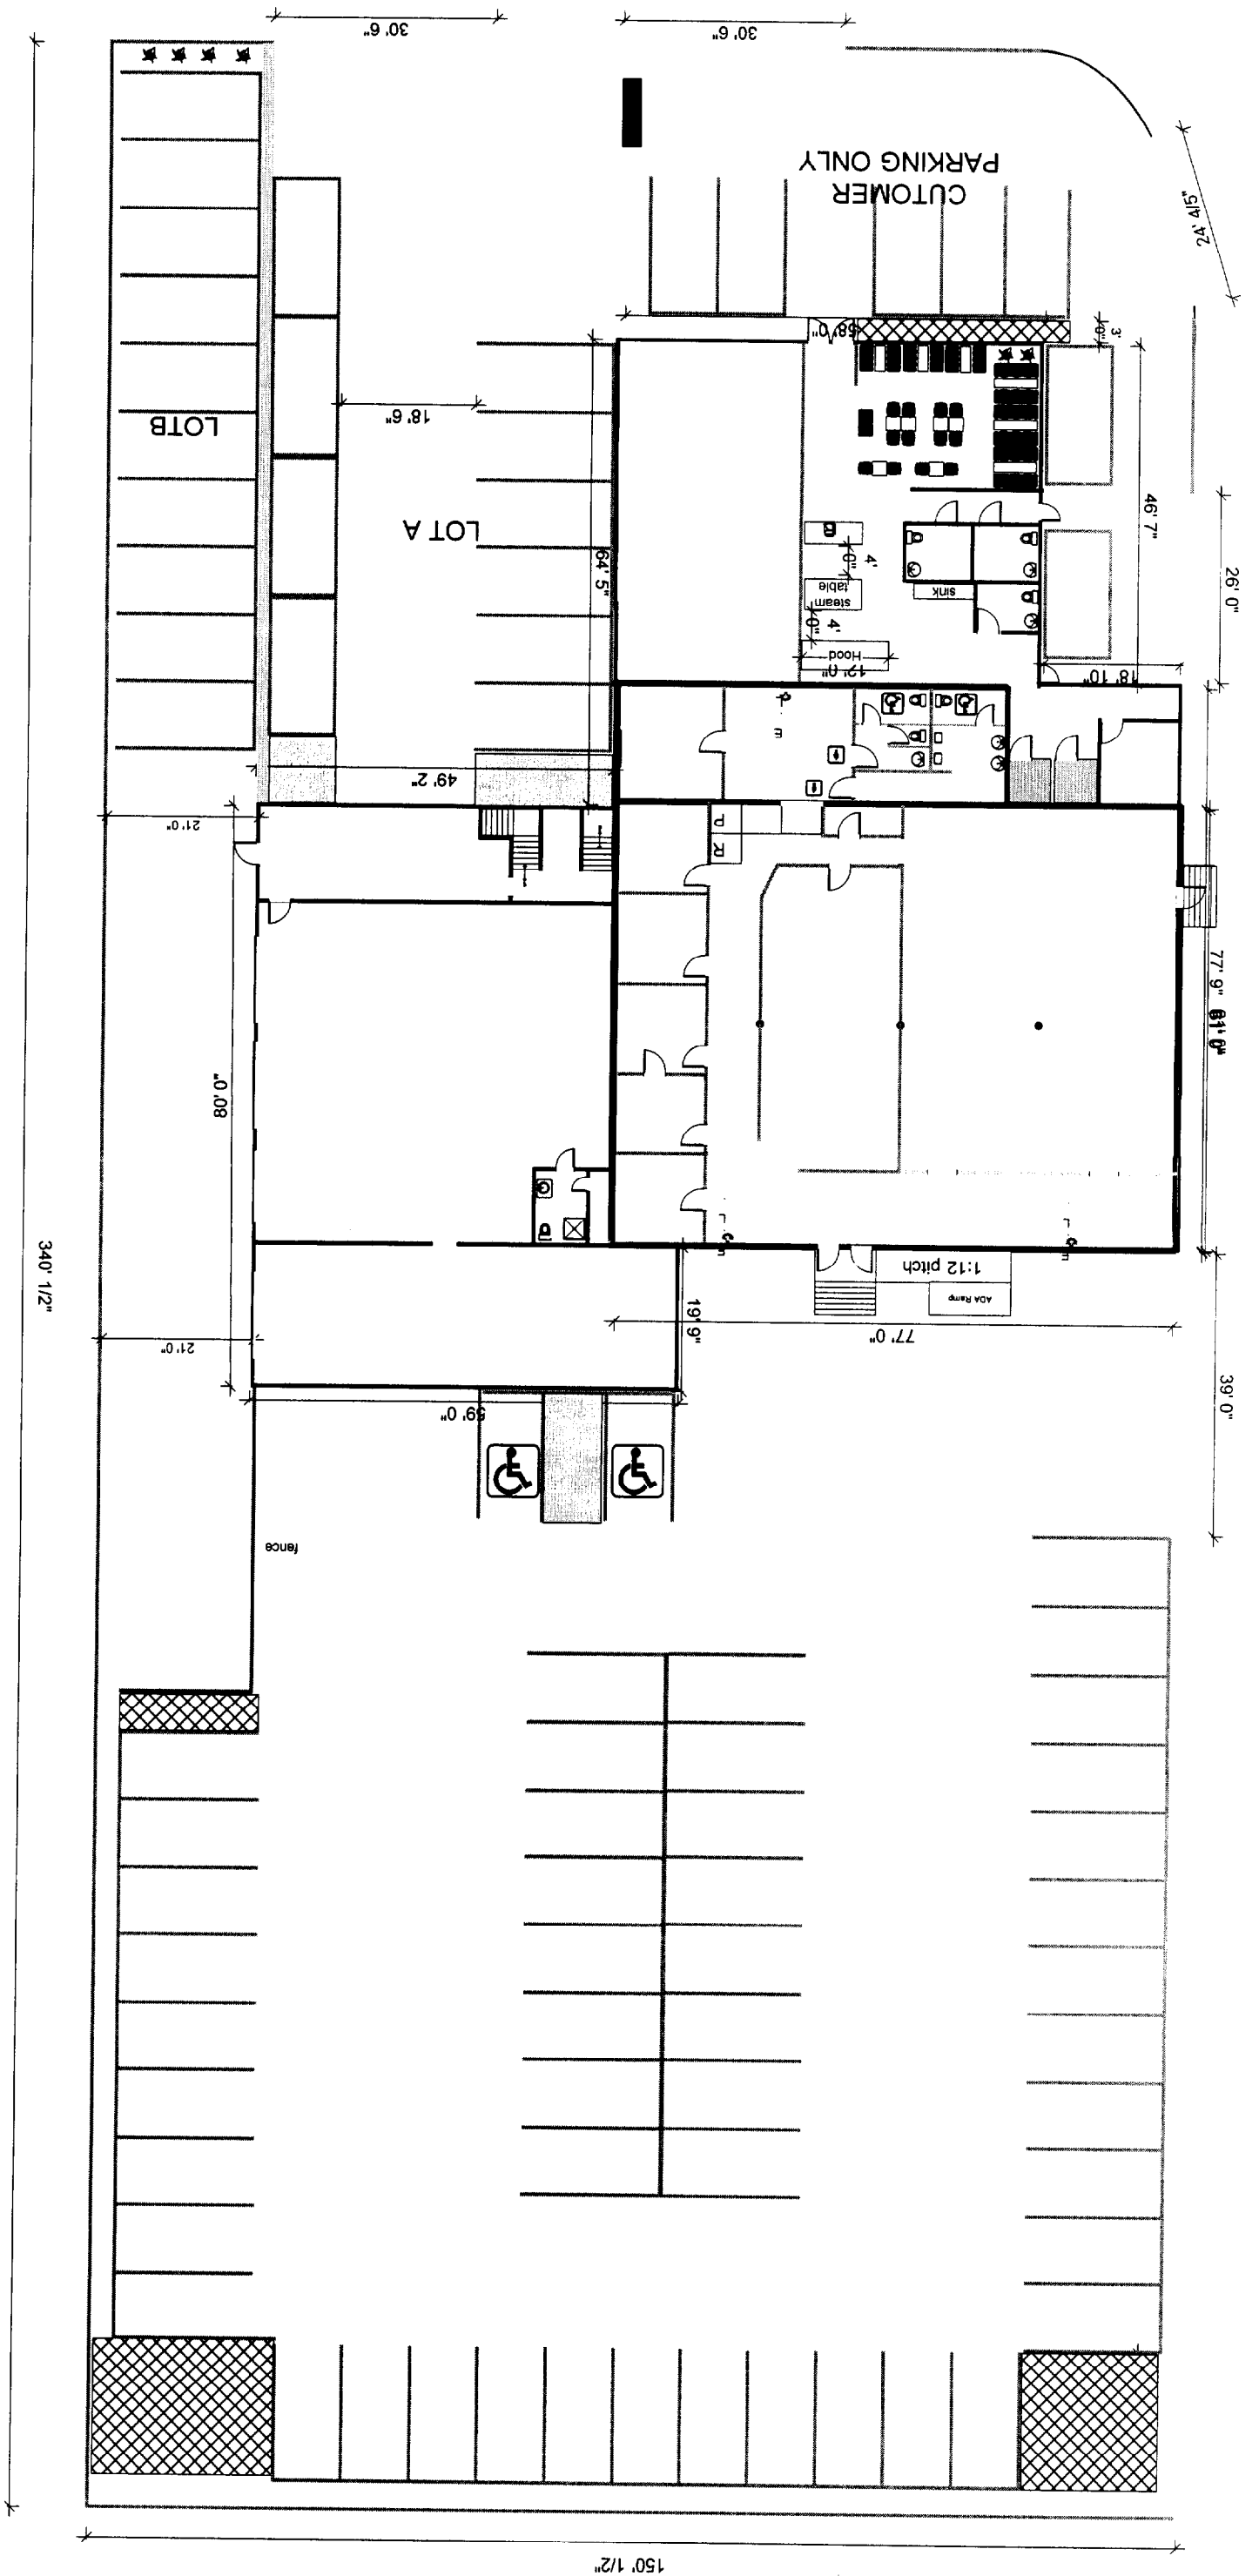 30' 6"
30' 6"
24' 4/5"
CUTOMER
PARKING ONLY
58' 0"
3'
0"
LOTB
18' 6"
LOT A
64' 5"
46' 7"
26' 0"
4'
0"
steam
table
sink
4'
0"
Hood
12' 0"
18' 10"
49' 2"
21' 0"
P
R
77' 9"
80' 0"
340' 1/2"
1:12 pitch
ADA Ramp
19' 9"
77' 0"
21' 0"
39' 0"
59' 0"
fence
150' 1/2"